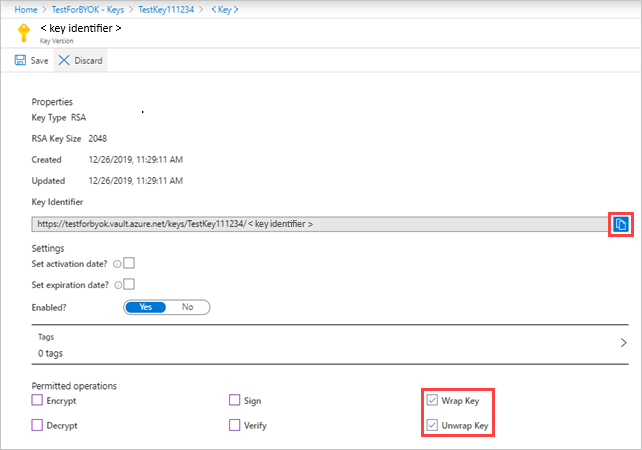 Home > TestForBYOK - Keys > TestKey111234 > <Key>
< key identifier >
Key Version
Save Discard
Properties
Key Type RSA
RSA Key Size 2048
Created 12/26/2019, 11:29:11 AM
Updated 12/26/2019, 11:29:11 AM
Key Identifier
https://testforbyok.vault.azure.net/keys/TestKey111234/< key identifier >
Settings
Set activation date?
Set expiration date?
Enabled? Yes No
Tags
0 tags
Permitted operations
Encrypt Sign Wrap Key
Decrypt Verify Unwrap Key